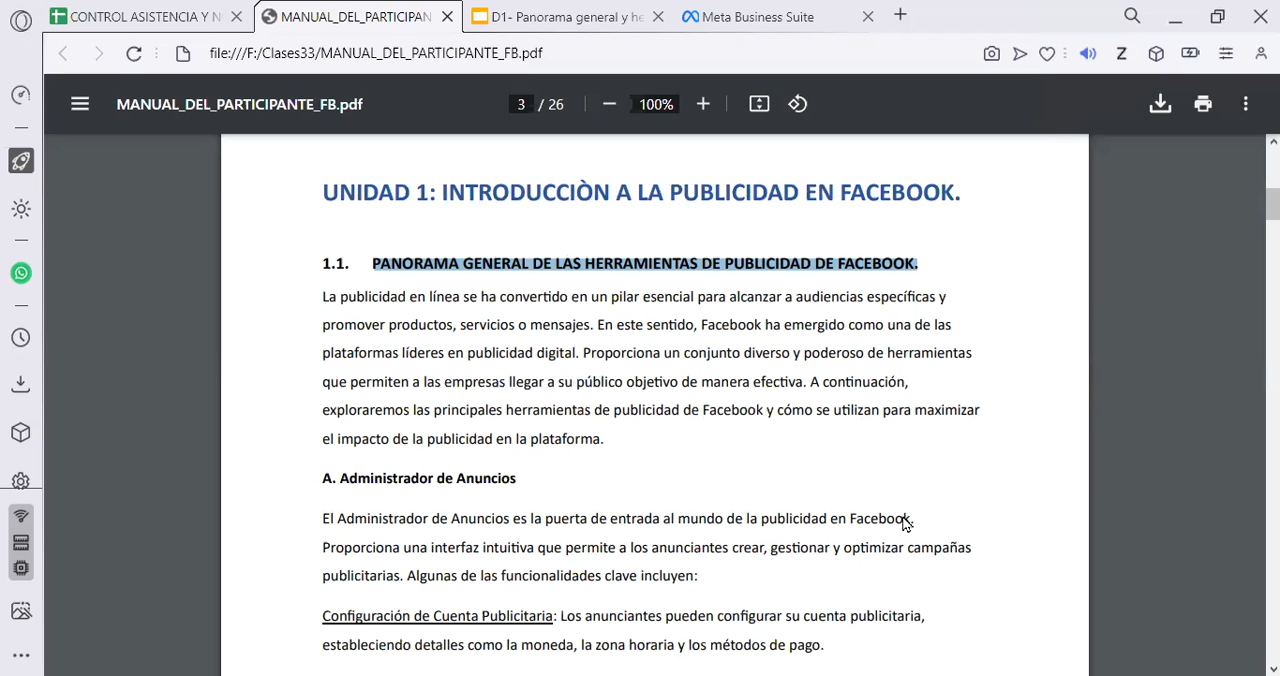 CONTROL ASISTENCIA Y N
MANUAL_DEL_PARTICIPAN
D1- Panorama general y he
Meta Business Suite
file:///F:/Clases33/MANUAL_DEL_PARTICIPANTE_FB.pdf
Z
MANUAL_DEL_PARTICIPANTE_FB.pdf
3 / 26
100%
UNIDAD 1: INTRODUCCIÒN A LA PUBLICIDAD EN FACEBOOK.
1.1. PANORAMA GENERAL DE LAS HERRAMIENTAS DE PUBLICIDAD DE FACEBOOK.
La publicidad en línea se ha convertido en un pilar esencial para alcanzar a audiencias específicas y
promover productos, servicios o mensajes. En este sentido, Facebook ha emergido como una de las
plataformas líderes en publicidad digital. Proporciona un conjunto diverso y poderoso de herramientas
que permiten a las empresas llegar a su público objetivo de manera efectiva. A continuación,
exploraremos las principales herramientas de publicidad de Facebook y cómo se utilizan para maximizar
el impacto de la publicidad en la plataforma.
A. Administrador de Anuncios
El Administrador de Anuncios es la puerta de entrada al mundo de la publicidad en Facebook.
Proporciona una interfaz intuitiva que permite a los anunciantes crear, gestionar y optimizar campañas
publicitarias. Algunas de las funcionalidades clave incluyen:
Configuración de Cuenta Publicitaria: Los anunciantes pueden configurar su cuenta publicitaria,
estableciendo detalles como la moneda, la zona horaria y los métodos de pago.